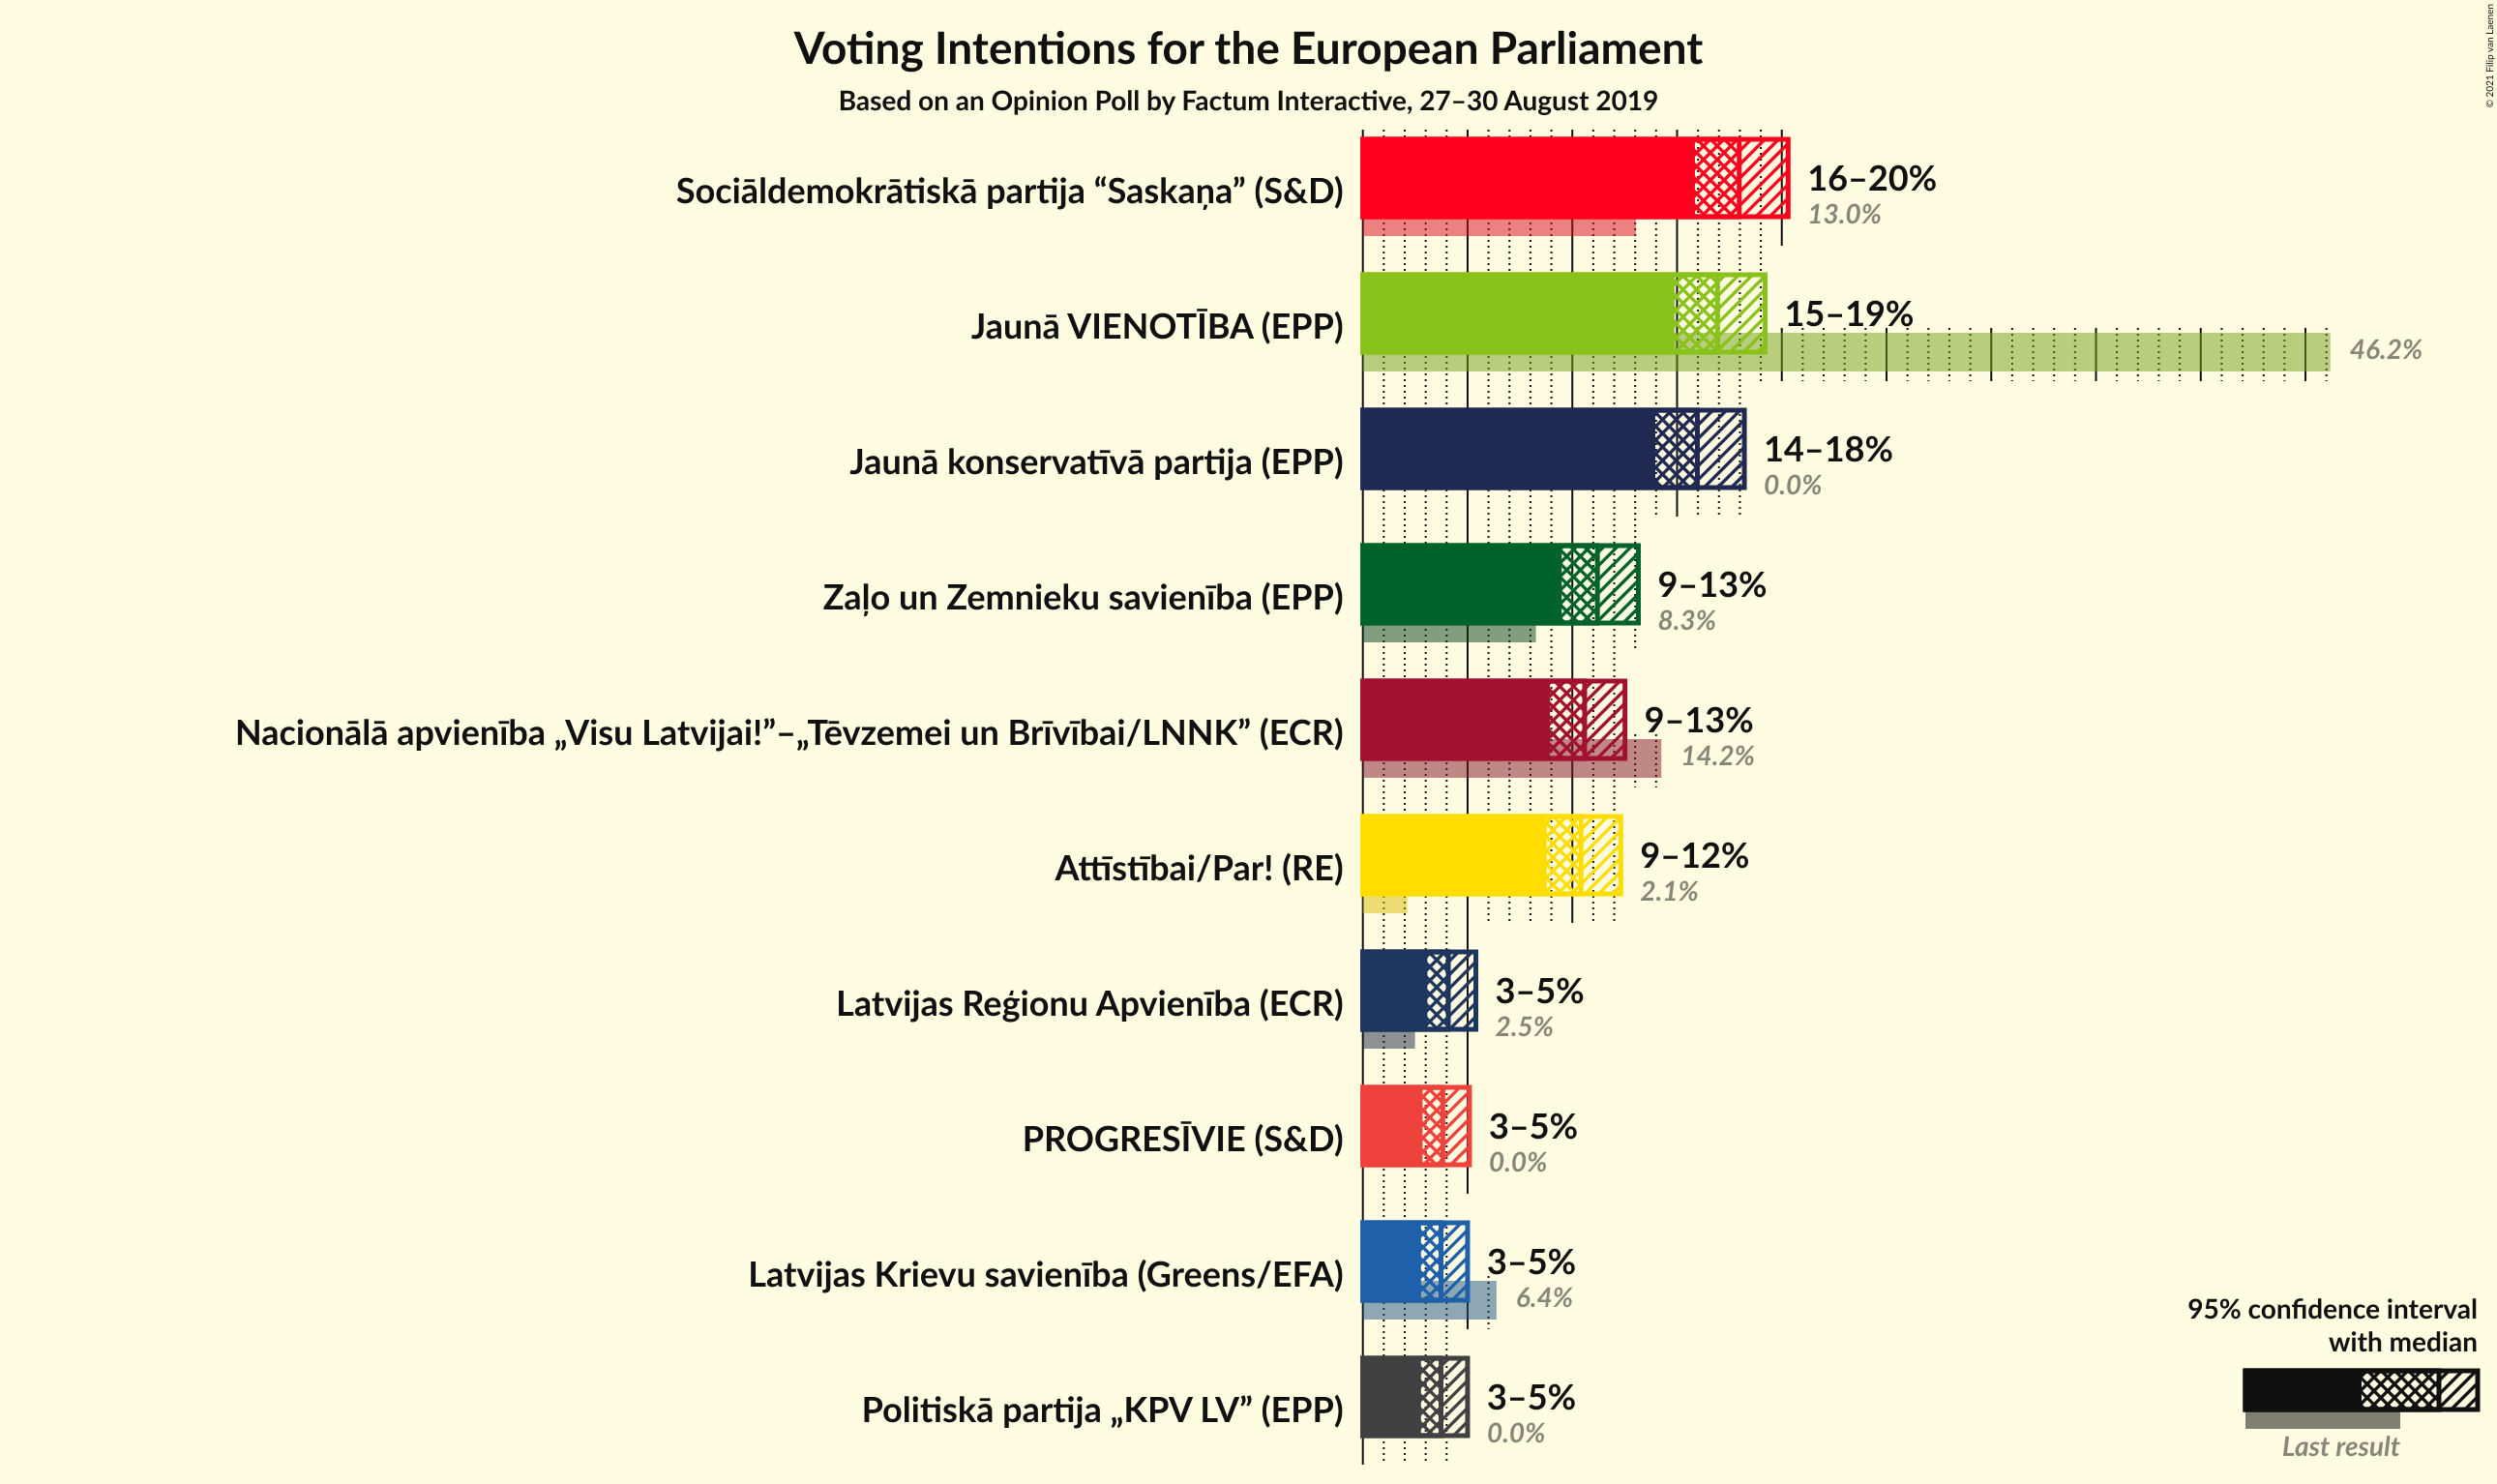 Voting Intentions for the European Parliament
Based on an Opinion Poll by Factum Interactive, 27–30 August 2019
© 2021 Filip van Laenen
Sociāldemokrātiskā partija “Saskaņa” (S&D)
16–20%
13.0%
Jaunā VIENOTĪBA (EPP)
15–19%
46.2%
Jaunā konservatīvā partija (EPP)
14–18%
0.0%
Zaļo un Zemnieku savienība (EPP)
9–13%
8.3%
Nacionālā apvienība „Visu Latvijai!”–„Tēvzemei un Brīvībai/LNNK” (ECR)
9–13%
14.2%
Attīstībai/Par! (RE)
9–12%
2.1%
Latvijas Reģionu Apvienība (ECR)
3–5%
2.5%
PROGRESĪVIE (S&D)
3–5%
0.0%
Latvijas Krievu savienība (Greens/EFA)
3–5%
6.4%
Politiskā partija „KPV LV” (EPP)
3–5%
0.0%
95% confidence interval
with median
Last result